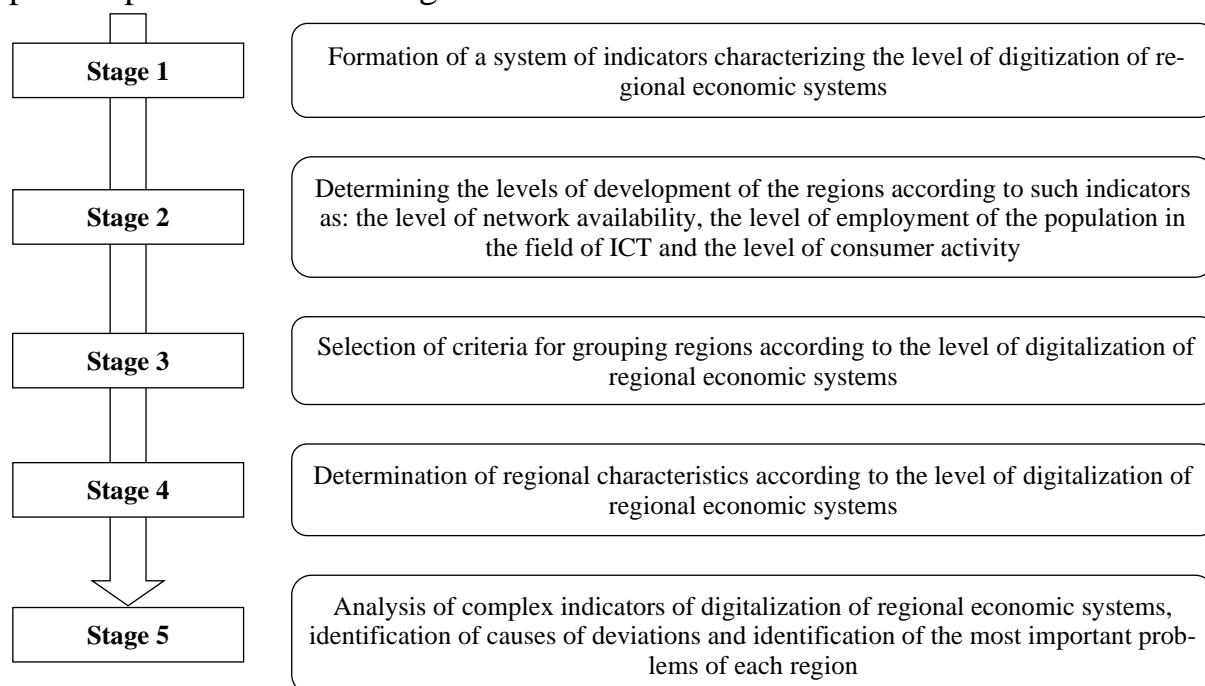 Stage 1
Formation of a system of indicators characterizing the level of digitization of re-
gional economic systems
Stage 2
Determining the levels of development of the regions according to such indicators
as: the level of network availability, the level of employment of the population in
the field of ICT and the level of consumer activity
Stage 3
Selection of criteria for grouping regions according to the level of digitalization of
regional economic systems
Stage 4
Determination of regional characteristics according to the level of digitalization of
regional economic systems
Stage 5
Analysis of complex indicators of digitalization of regional economic systems,
identification of causes of deviations and identification of the most important prob-
lems of each region